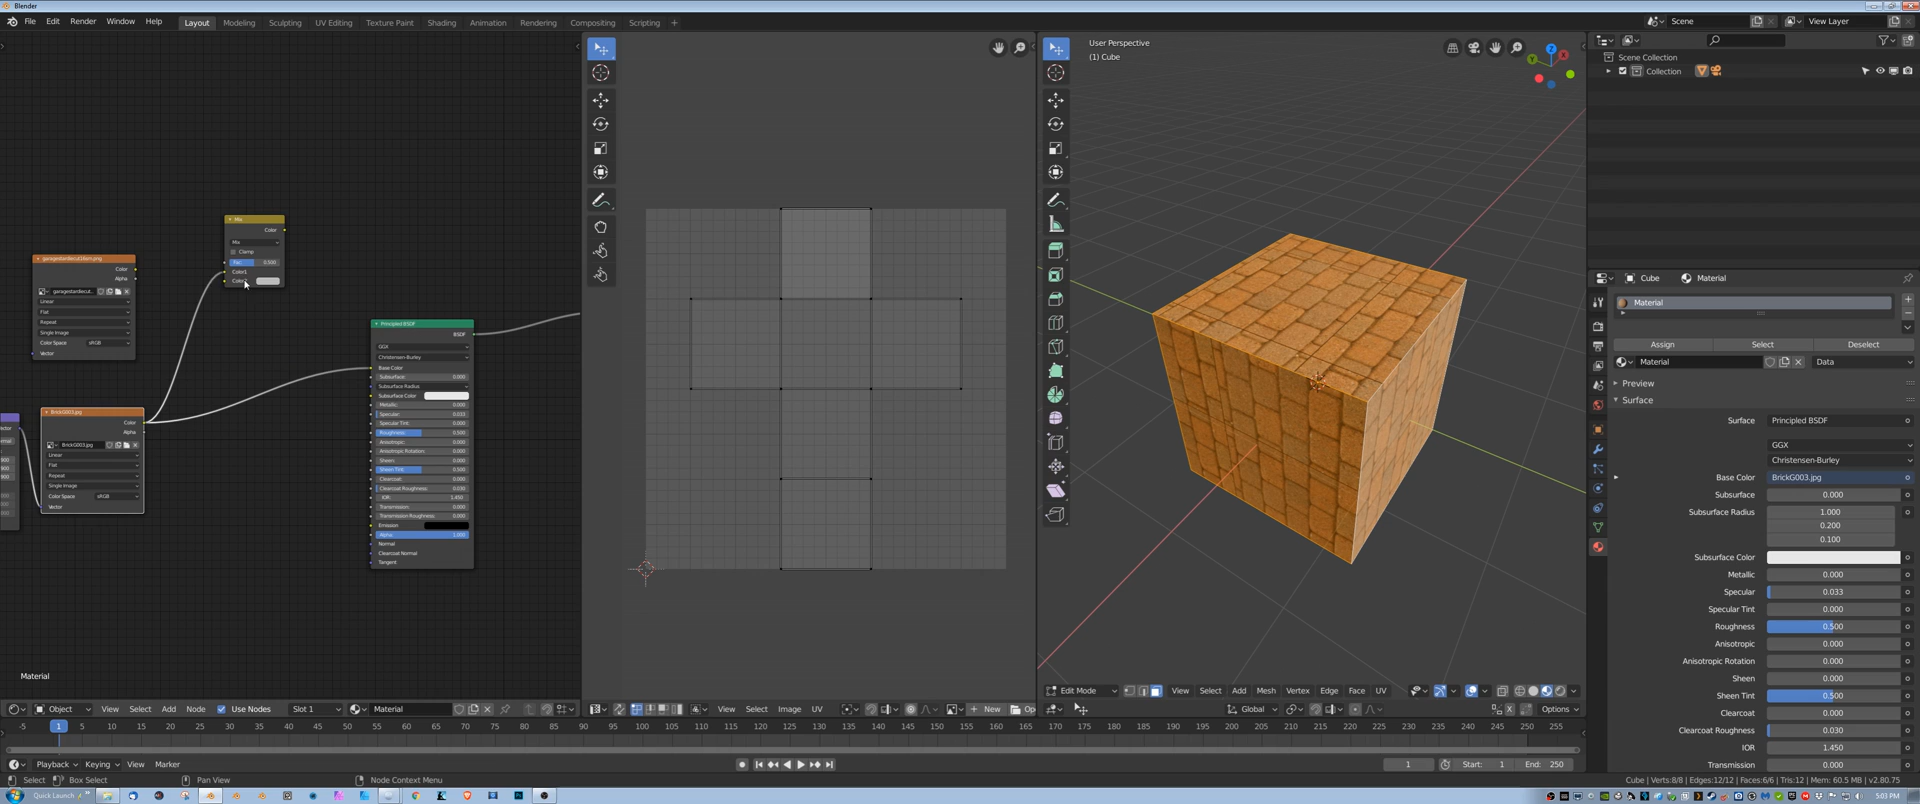 Blender
File Edit Render Window Help
Layout Modeling Sculpting UV Editing Texture Paint Shading Animation Rendering Compositing Scripting +
Scene View Layer
User Perspective
(1) Cube
Scene Collection
Collection
Mix
Color
Mix
Clamp
Fac: 0.500
Color1
Color
Color
Alpha
Linear
Flat
Repeat
Single Image
Color Space sRGB
Vector
BrickG003.jpg
Color
Alpha
BrickG003.jpg
Linear
Flat
Repeat
Single Image
Color Space sRGB
Vector
Principled BSDF
BSDF
GGX
Christensen-Burley
Base Color
Subsurface: 0.000
Subsurface Radius
Subsurface Color
Metallic: 0.000
Specular: 0.033
Specular Tint: 0.000
Roughness: 0.500
Anisotropic: 0.000
Anisotropic Rotation: 0.000
Sheen: 0.000
Sheen Tint: 0.500
Clearcoat: 0.000
Clearcoat Roughness: 0.030
IOR: 1.450
Transmission: 0.000
Transmission Roughness: 0.000
Emission
Alpha: 1.000
Normal
Clearcoat Normal
Tangent
Material
Cube Material
Material
Assign Select Deselect
Material Data
Preview
Surface
Surface Principled BSDF
GGX
Christensen-Burley
Base Color BrickG003.jpg
Subsurface 0.000
Subsurface Radius 1.000
0.200
0.100
Subsurface Color
Metallic 0.000
Specular 0.033
Specular Tint 0.000
Roughness 0.500
Anisotropic 0.000
Anisotropic Rotation 0.000
Sheen 0.000
Sheen Tint 0.500
Clearcoat 0.000
Clearcoat Roughness 0.030
IOR 1.450
Transmission 0.000
Edit Mode View Select Add Mesh Vertex Edge Face UV
Object View Select Add Node Use Nodes Slot 1 Material
View Select Image UV New Op
Global Options
-5 1 5 10 15 20 25 30 35 40 45 50 55 60 65 70 75 80 85 90 95 100 105 110 115 120 125 130 135 140 145 150 155 160 165 170 175 180 185 190 195 200 205 210 215 220 225 230 235 240 245 250 255
Playback Keying View Marker 1 Start: 1 End: 250
Select Box Select Pan View Node Context Menu
Cube | Verts:8/8 | Edges:12/12 | Faces:6/6 | Tris:12 | Mem: 60.5 MB | v2.80.75
Quick Launch 5:03 PM